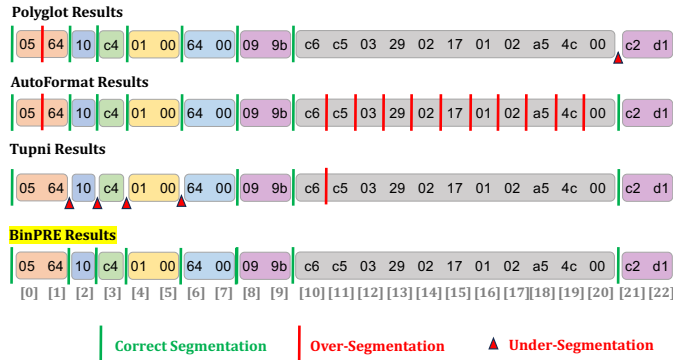 Polyglot Results
05 64 10 c4 01 00 64 00 09 9b c6 c5 03 29 02 17 01 02 a5 4c 00 c2 d1
AutoFormat Results
05 64 10 c4 01 00 64 00 09 9b c6 c5 03 29 02 17 01 02 a5 4c 00 c2 d1
Tupni Results
05 64 10 c4 01 00 64 00 09 9b c6 c5 03 29 02 17 01 02 a5 4c 00 c2 d1
BinPRE Results
05 64 10 c4 01 00 64 00 09 9b c6 c5 03 29 02 17 01 02 a5 4c 00 c2 d1
[0] [1] [2] [3] [4] [5] [6] [7] [8] [9] [10] [11] [12] [13] [14] [15] [16] [17] [18] [19] [20] [21] [22]
Correct Segmentation Over-Segmentation Under-Segmentation